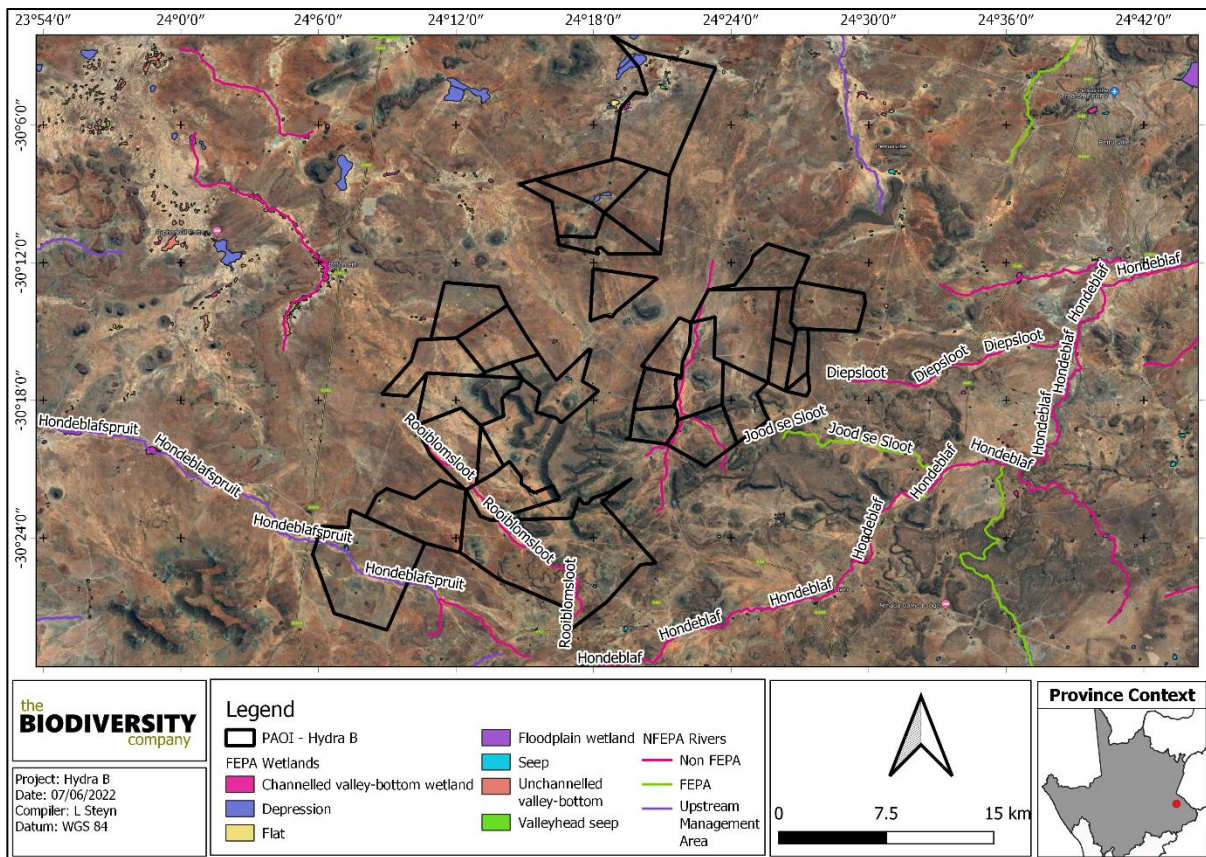 23°54'0"
24°0'0"
24°6'0"
24°12'0"
24°18'0"
24°24'0"
24°30'0"
24°36'0"
24°42'0"
-30°6'0"
-30°12'0"
-30°18'0"
-30°24'0"
Petrusville
Petrusville
Hondeblaf
Hondeblaf
Hondeblaf
Diepsloot
Diepsloot
Diepsloot
Hondeblaf
Jood se Sloot
Jood se Sloot
Hondeblaf
Hondeblaf
Hondeblaf
Hondeblaf
Hondeblaf
Hondeblaf
Hondeblaf
Hondeblafspruit
Hondeblafspruit
Hondeblafspruit
Hondeblafspruit
Rooiblomsloot
Rooiblomsloot
Rooiblomsloot
the
BIODIVERSITY
company
Project: Hydra B
Date: 07/06/2022
Compiler: L Steyn
Datum: WGS 84
Legend
PAOI - Hydra B
FEPA Wetlands
Channelled valley-bottom wetland
Depression
Flat
Floodplain wetland
Seep
Unchannelled
valley-bottom
Valleyhead seep
NFEPA Rivers
Non FEPA
FEPA
Upstream
Management
Area
0 7.5 15 km
Province Context